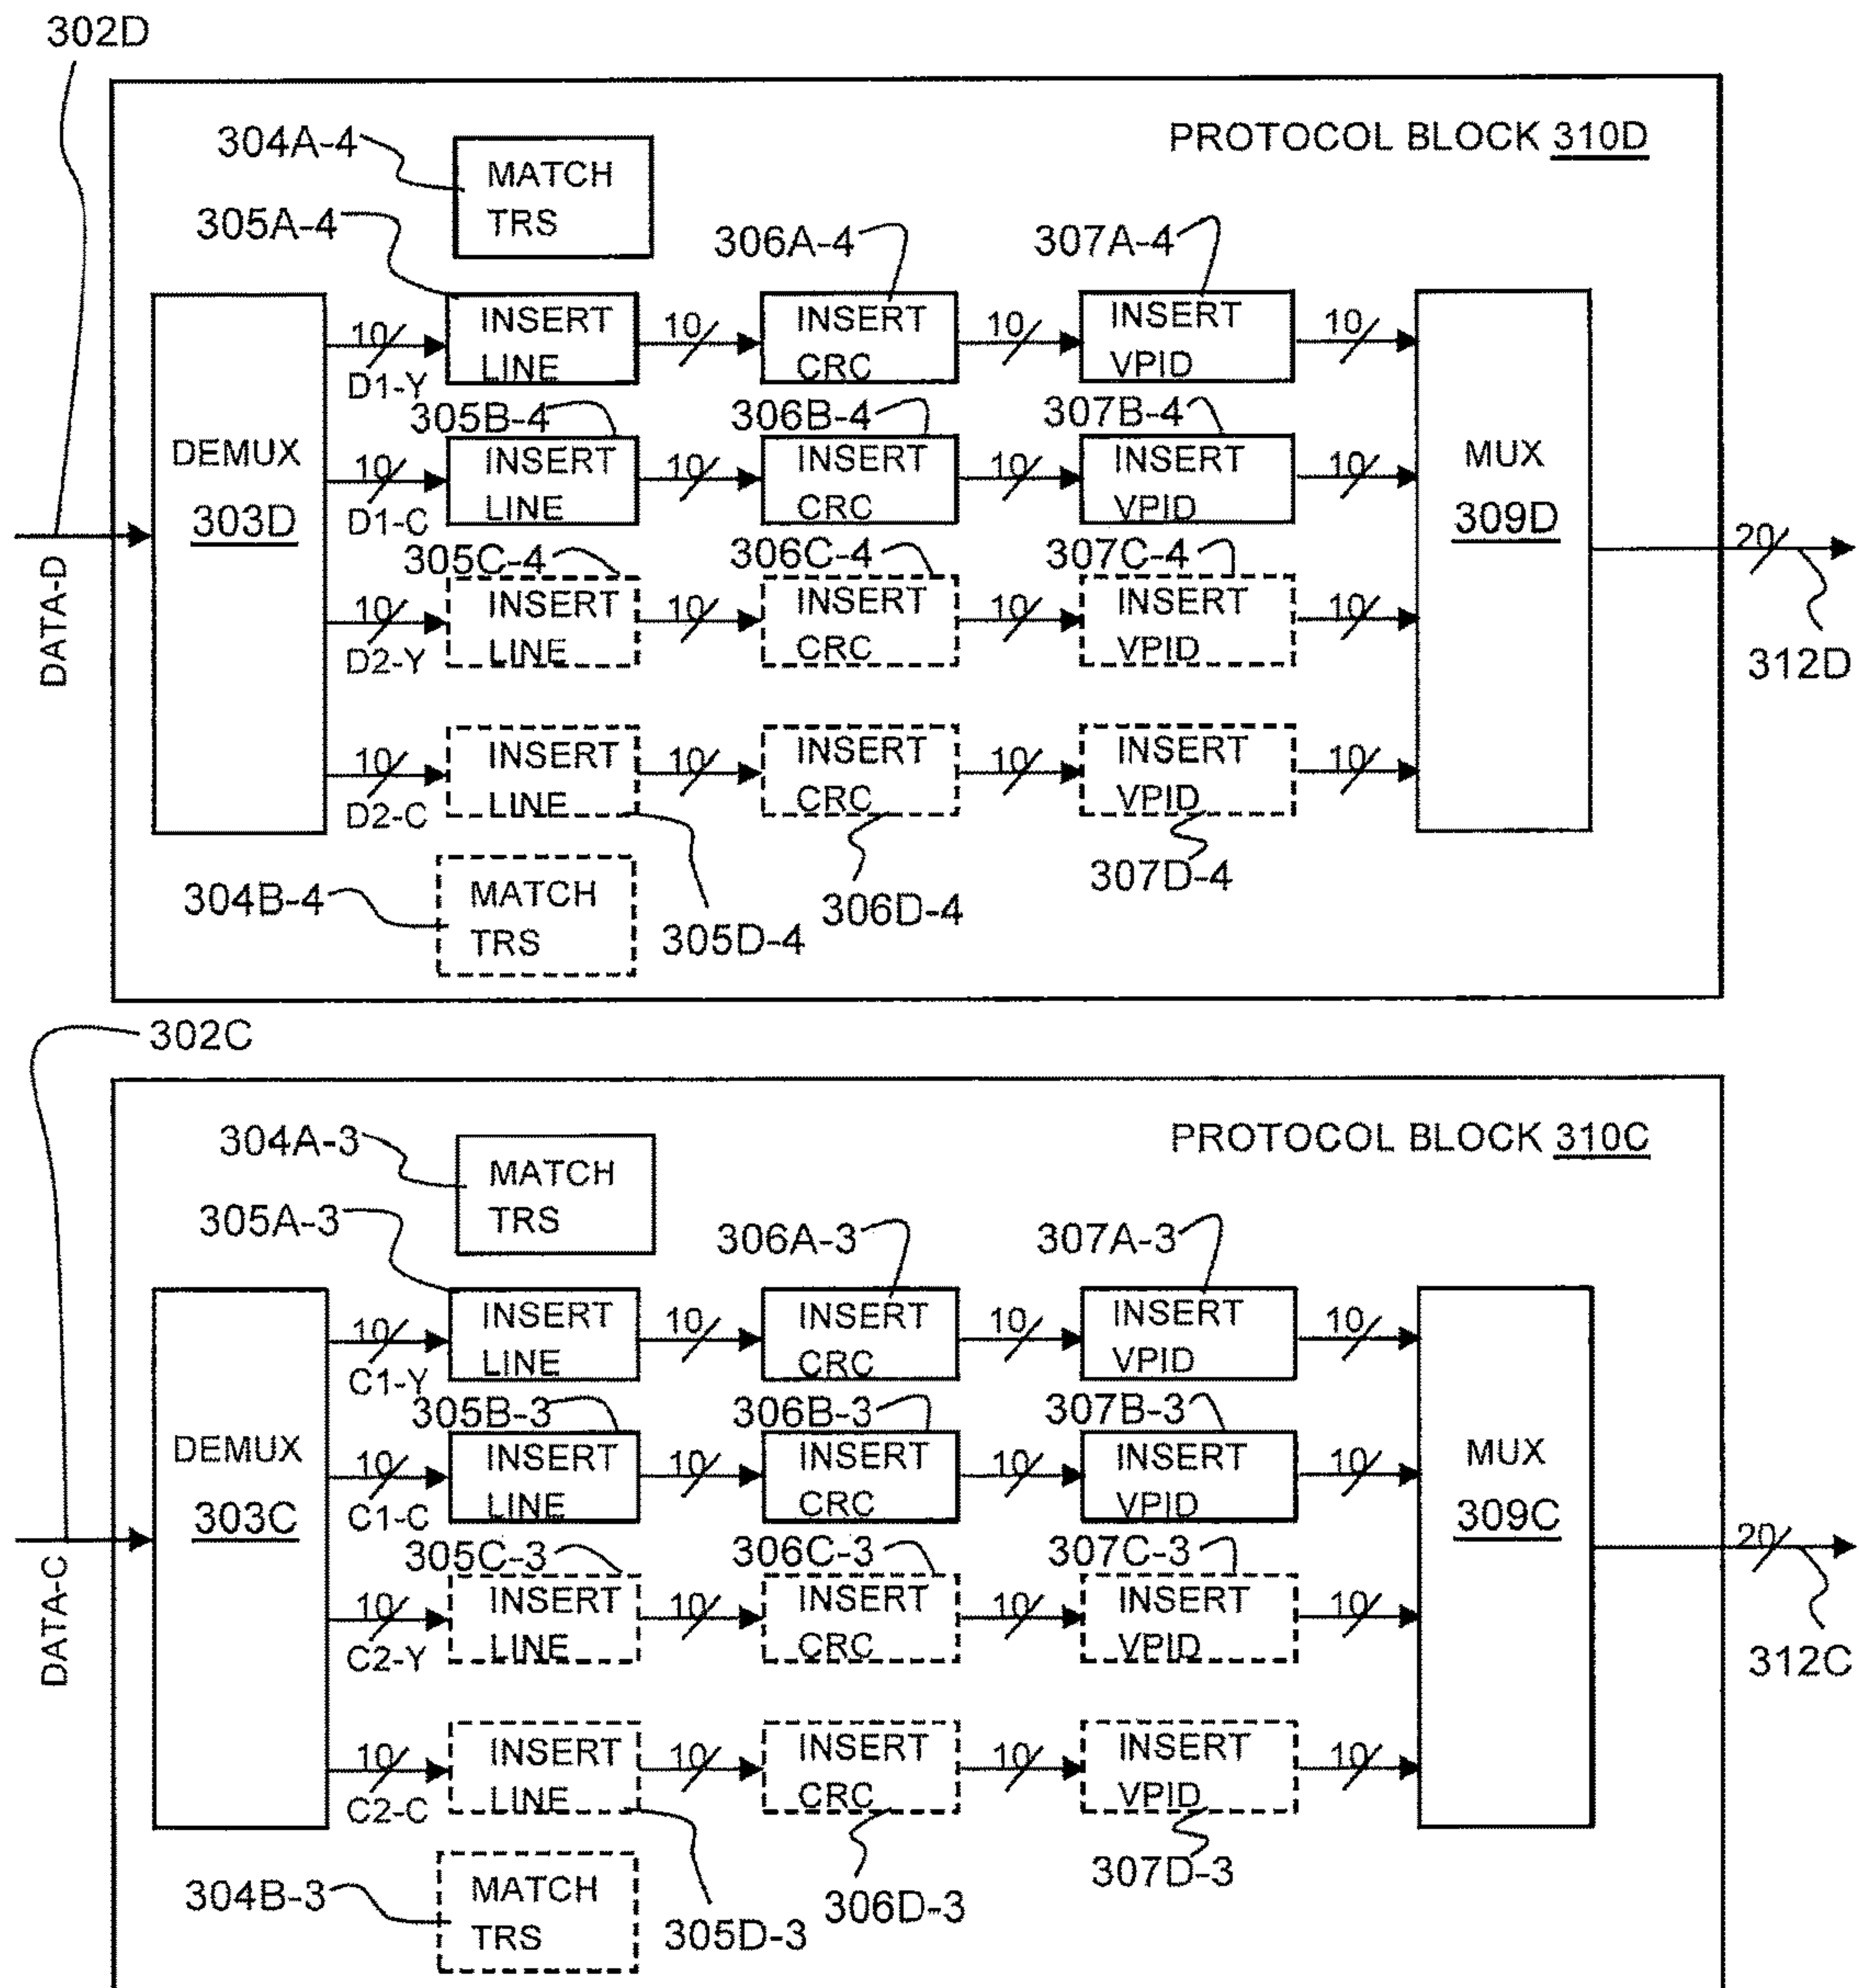 302D
PROTOCOL BLOCK 310D
304A-4
MATCH
TRS
305A-4
306A-4
307A-4
10
INSERT
LINE
10
INSERT
CRC
10
INSERT
VPID
10
D1-Y
305B-4
306B-4
307B-4
DEMUX
303D
10
INSERT
LINE
10
INSERT
CRC
10
INSERT
VPID
10
MUX
309D
D1-C
305C-4
306C-4
307C-4
20
DATA-D
10
INSERT
LINE
10
INSERT
CRC
10
INSERT
VPID
10
D2-Y
312D
10
INSERT
LINE
10
INSERT
CRC
10
INSERT
VPID
10
D2-C
304B-4
MATCH
TRS
305D-4
306D-4
307D-4
302C
PROTOCOL BLOCK 310C
304A-3
MATCH
TRS
305A-3
306A-3
307A-3
10
INSERT
LINE
10
INSERT
CRC
10
INSERT
VPID
10
C1-Y
305B-3
306B-3
307B-3
DEMUX
303C
10
INSERT
LINE
10
INSERT
CRC
10
INSERT
VPID
10
MUX
309C
C1-C
305C-3
306C-3
307C-3
20
DATA-C
10
INSERT
LINE
10
INSERT
CRC
10
INSERT
VPID
10
C2-Y
312C
10
INSERT
LINE
10
INSERT
CRC
10
INSERT
VPID
10
C2-C
304B-3
MATCH
TRS
305D-3
306D-3
307D-3